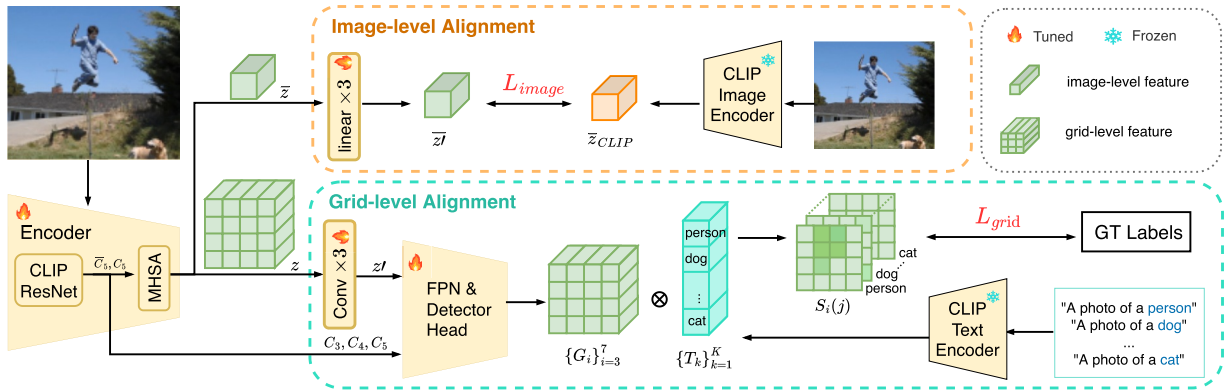 Image-level Alignment
z̅
linear ×3
z̅′
L_image
z̅_CLIP
CLIP
Image
Encoder
Tuned
Frozen
image-level feature
grid-level feature
Encoder
CLIP
ResNet
C̅₅, C₅
MHSA
Grid-level Alignment
z
Conv ×3
z′
C₃, C₄, C₅
FPN &
Detector
Head
{G_i}⁷_{i=3}
⊗
person
dog
...
cat
{T_k}^K_{k=1}
cat
...
dog
person
S_i(j)
L_grid
GT Labels
CLIP
Text
Encoder
"A photo of a person"
"A photo of a dog"
...
"A photo of a cat"